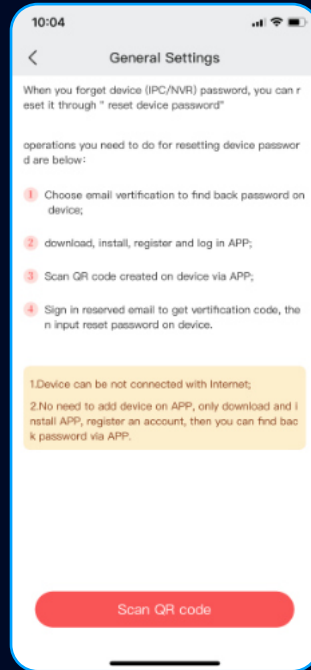 10:04
General Settings
When you forget device (IPC/NVR) password, you can r
eset it through " reset device password"
operations you need to do for resetting device passwor
d are below:
1 Choose email vertification to find back password on
device;
2 download, install, register and log in APP;
3 Scan QR code created on device via APP;
4 Sign in reserved email to get vertification code, the
n input reset password on device.
1.Device can be not connected with Internet;
2.No need to add device on APP, only download and i
nstall APP, register an account, then you can find bac
k password via APP.
Scan QR code